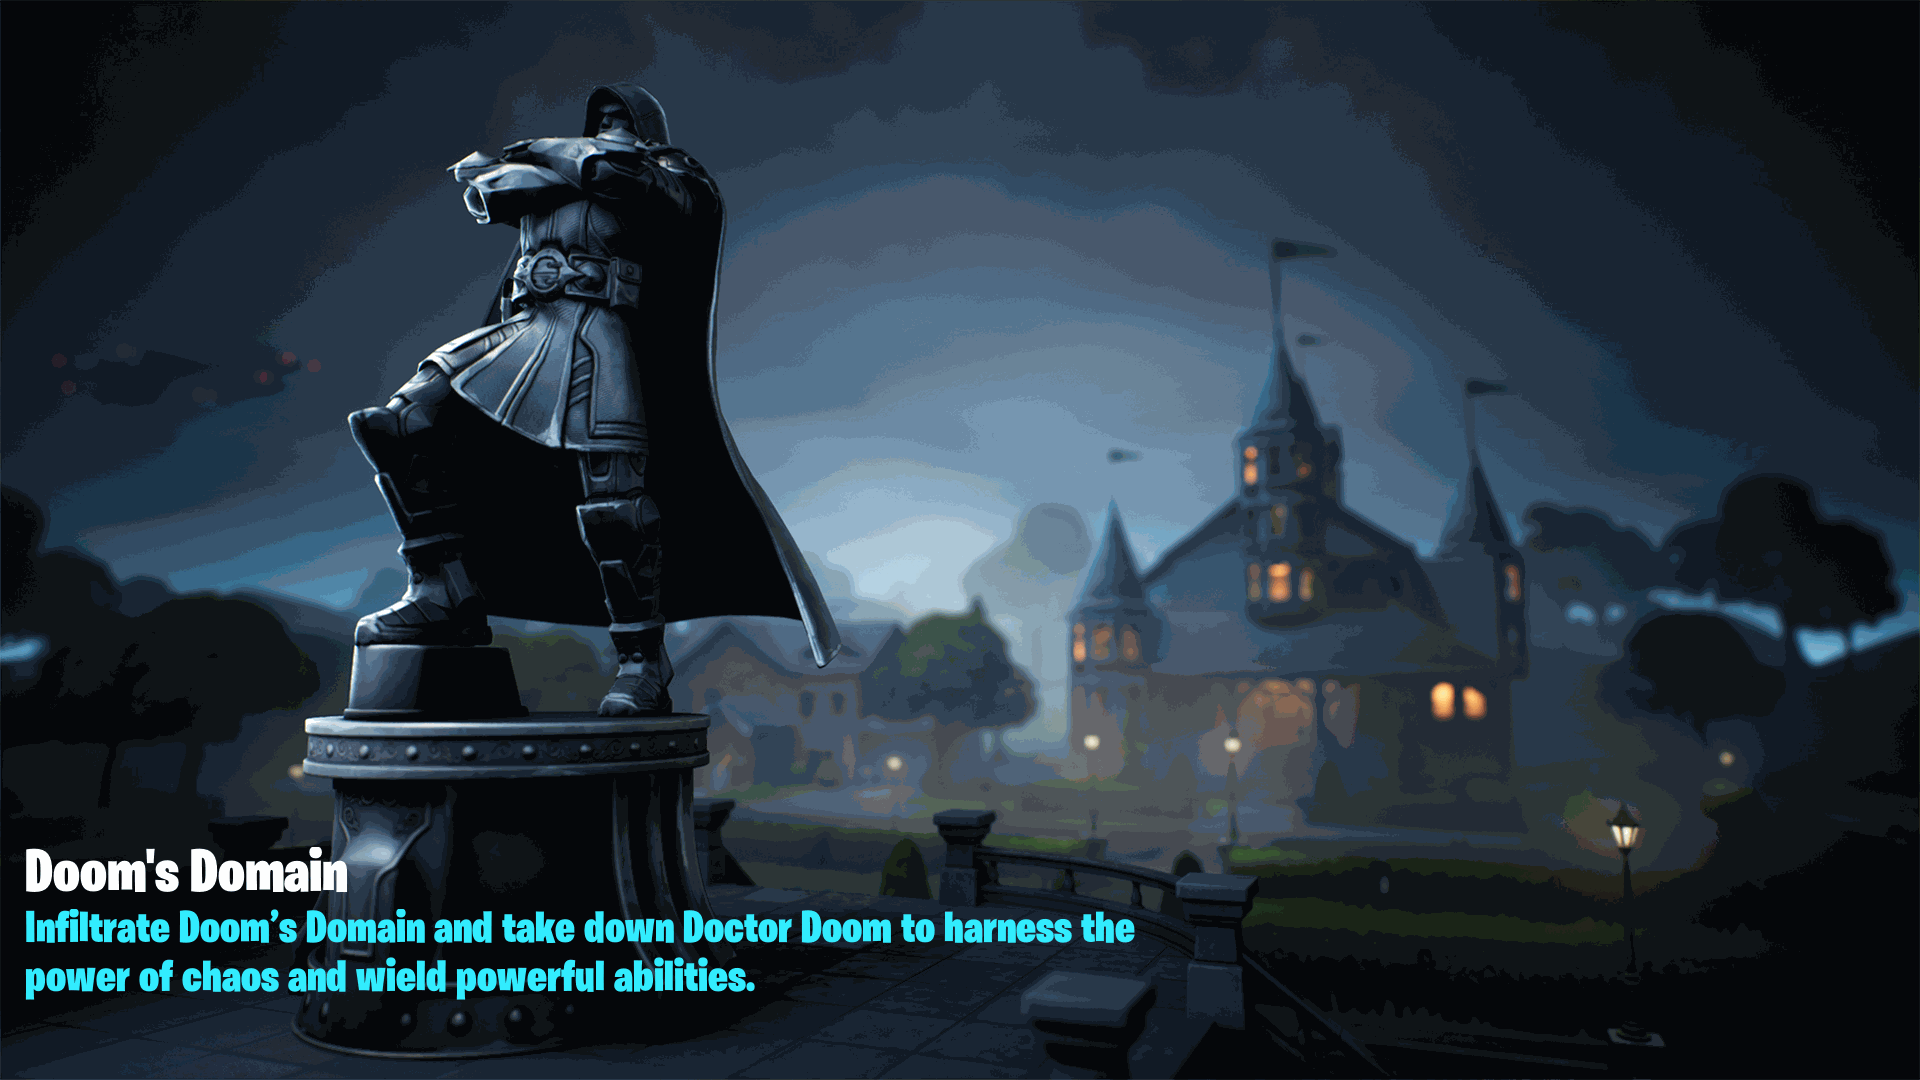 Doom's Domain
Infiltrate Doom’s Domain and take down Doctor Doom to harness the
power of chaos and wield powerful abilities.